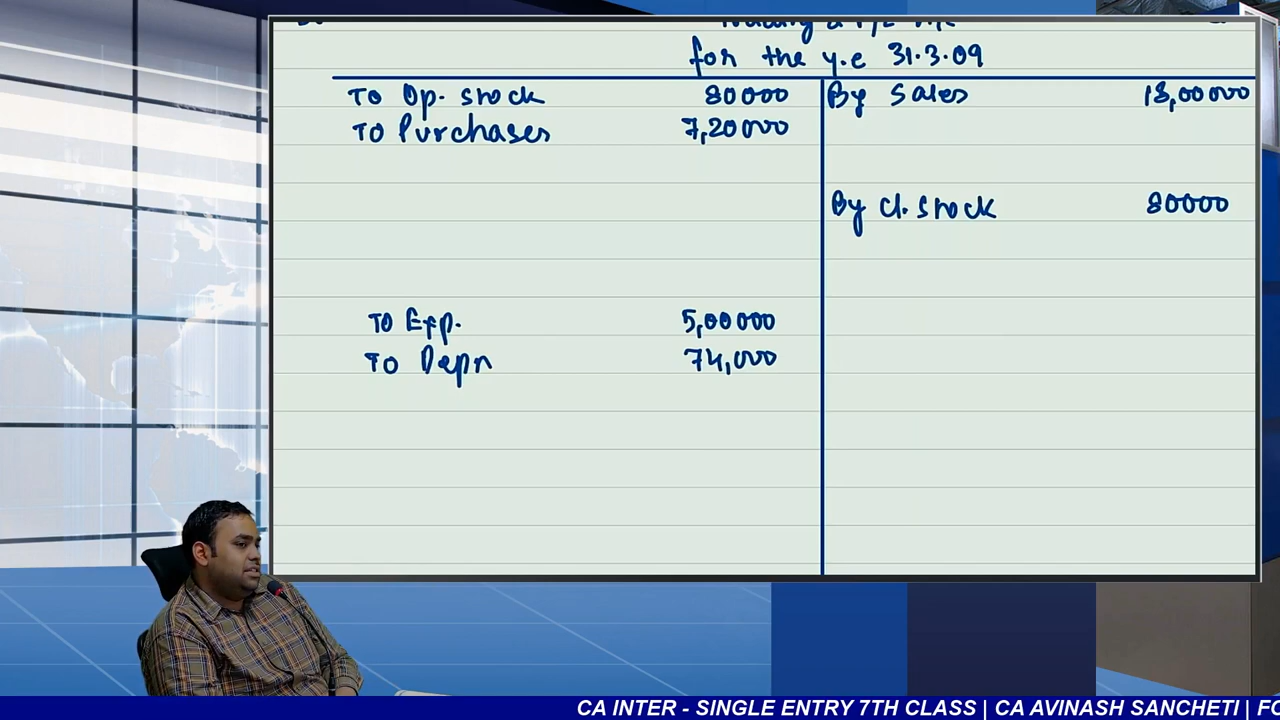 for the y.e 31.3.09
To Op. stock 80000 By Sales 18,00000
To Purchases 7,20000
By Cl. Stock 80000
To Exp. 5,00000
To Depn 74,000
CA INTER - SINGLE ENTRY 7TH CLASS | CA AVINASH SANCHETI | FO